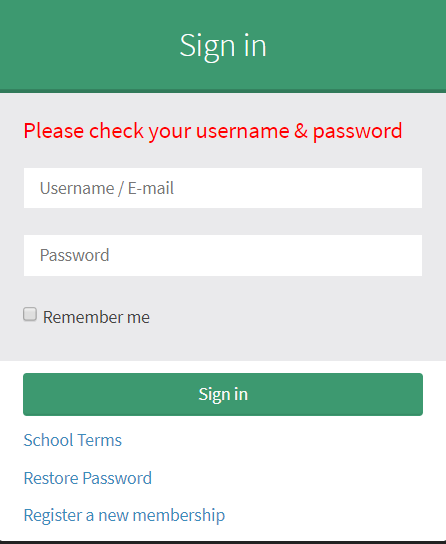 Sign in
Please check your username & password
Username / E-mail
Password
Remember me
Sign in
School Terms
Restore Password
Register a new membership